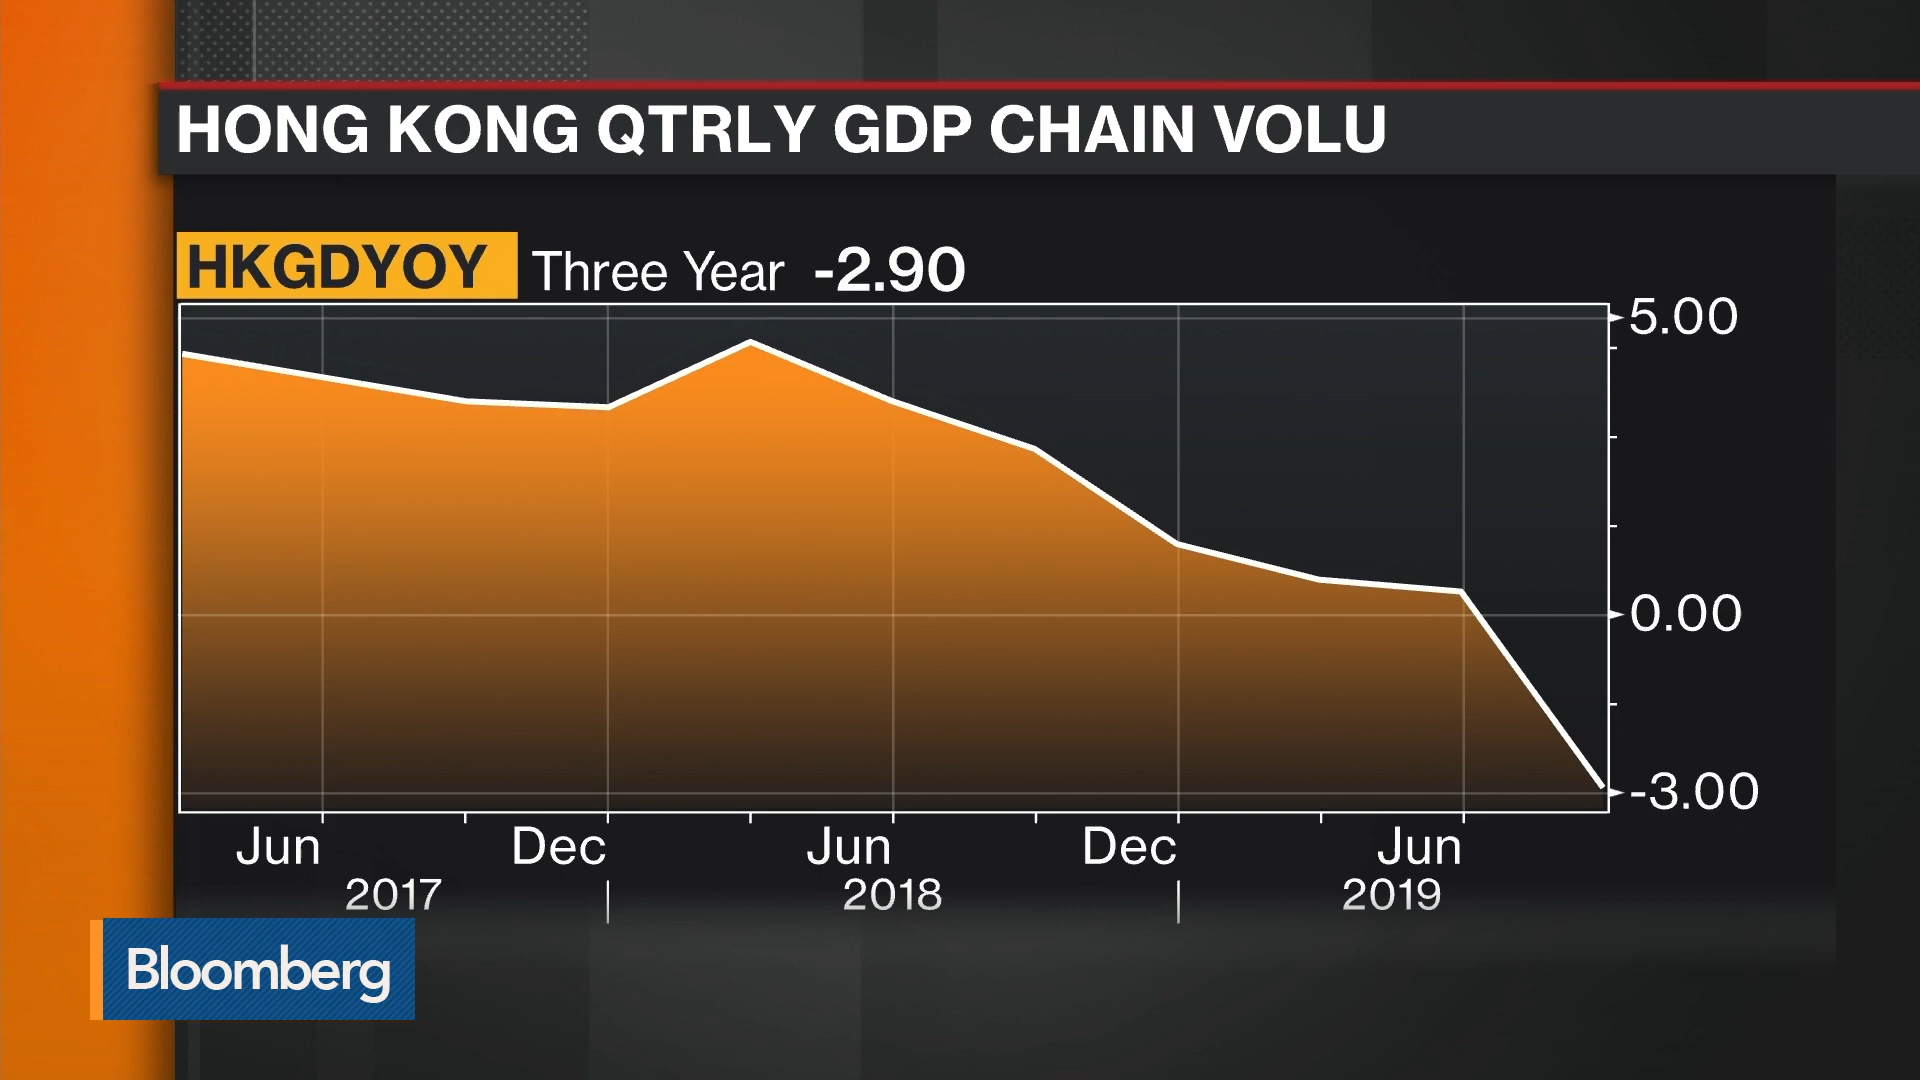 HONG KONG QTRLY GDP CHAIN VOLU
HKGDYOY Three Year -2.90
5.00
0.00
-3.00
Jun Dec Jun Dec Jun
2017 2018 2019
Bloomberg